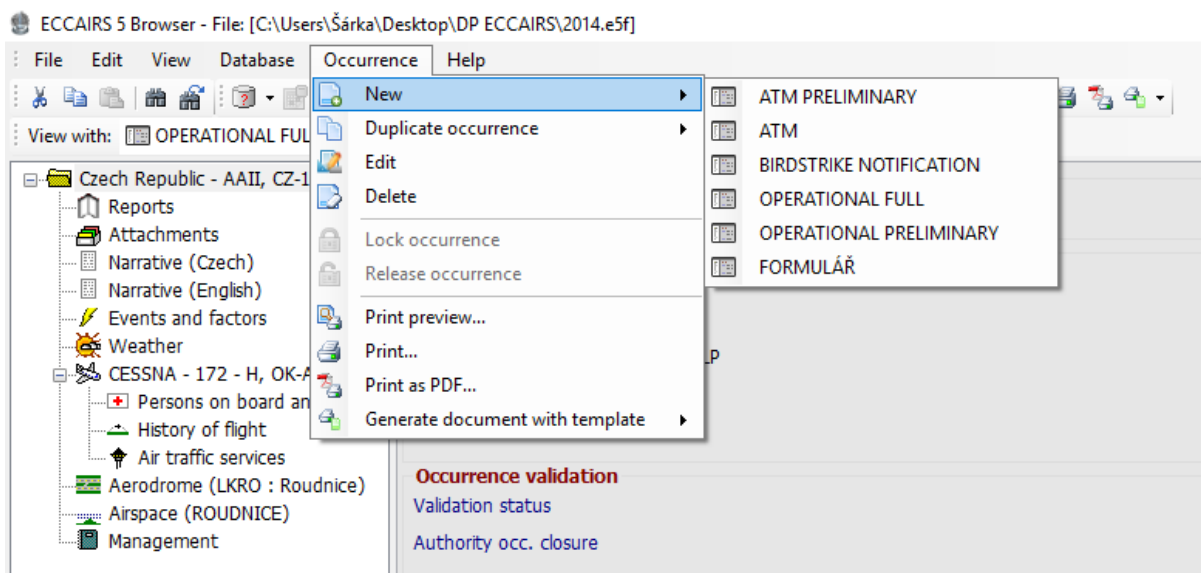 ECCAIRS 5 Browser - File: [C:\Users\Šárka\Desktop\DP ECCAIRS\2014.e5f]
File Edit View Database Occurrence Help
View with: OPERATIONAL FUL
New
Duplicate occurrence
Edit
Delete
Lock occurrence
Release occurrence
Print preview...
Print...
Print as PDF...
Generate document with template
ATM PRELIMINARY
ATM
BIRDSTRIKE NOTIFICATION
OPERATIONAL FULL
OPERATIONAL PRELIMINARY
FORMULÁŘ
Czech Republic - AAII, CZ-1
Reports
Attachments
Narrative (Czech)
Narrative (English)
Events and factors
Weather
CESSNA - 172 - H, OK-A
Persons on board an
History of flight
Air traffic services
Aerodrome (LKRO : Roudnice)
Airspace (ROUDNICE)
Management
LP
Occurrence validation
Validation status
Authority occ. closure